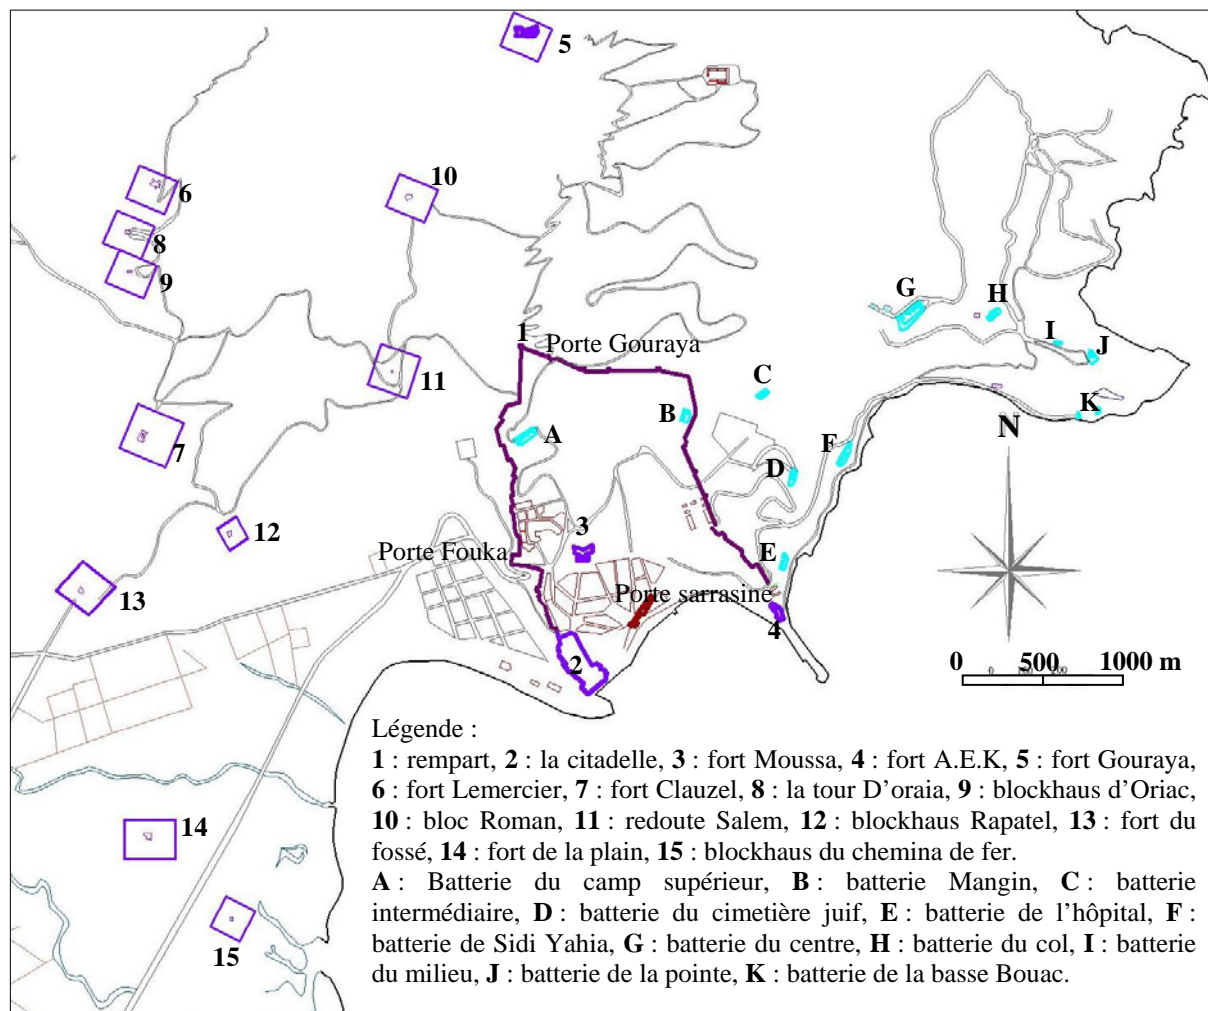 5
6
10
8
9
G
H
1
Porte Gouraya
I
J
11
C
K
B
N
A
F
7
D
12
3
Porte Fouka
E
13
Porte sarrasine
4
2
0 500 1000 m
Légende :
1 : rempart, 2 : la citadelle, 3 : fort Moussa, 4 : fort A.E.K, 5 : fort Gouraya,
6 : fort Lemercier, 7 : fort Clauzel, 8 : la tour D’oraia, 9 : blockhaus d’Oriac,
10 : bloc Roman, 11 : redoute Salem, 12 : blockhaus Rapatel, 13 : fort du
fossé, 14 : fort de la plain, 15 : blockhaus du chemina de fer.
A : Batterie du camp supérieur, B : batterie Mangin, C : batterie
intermédiaire, D : batterie du cimetière juif, E : batterie de l’hôpital, F :
batterie de Sidi Yahia, G : batterie du centre, H : batterie du col, I : batterie
du milieu, J : batterie de la pointe, K : batterie de la basse Bouac.
14
15